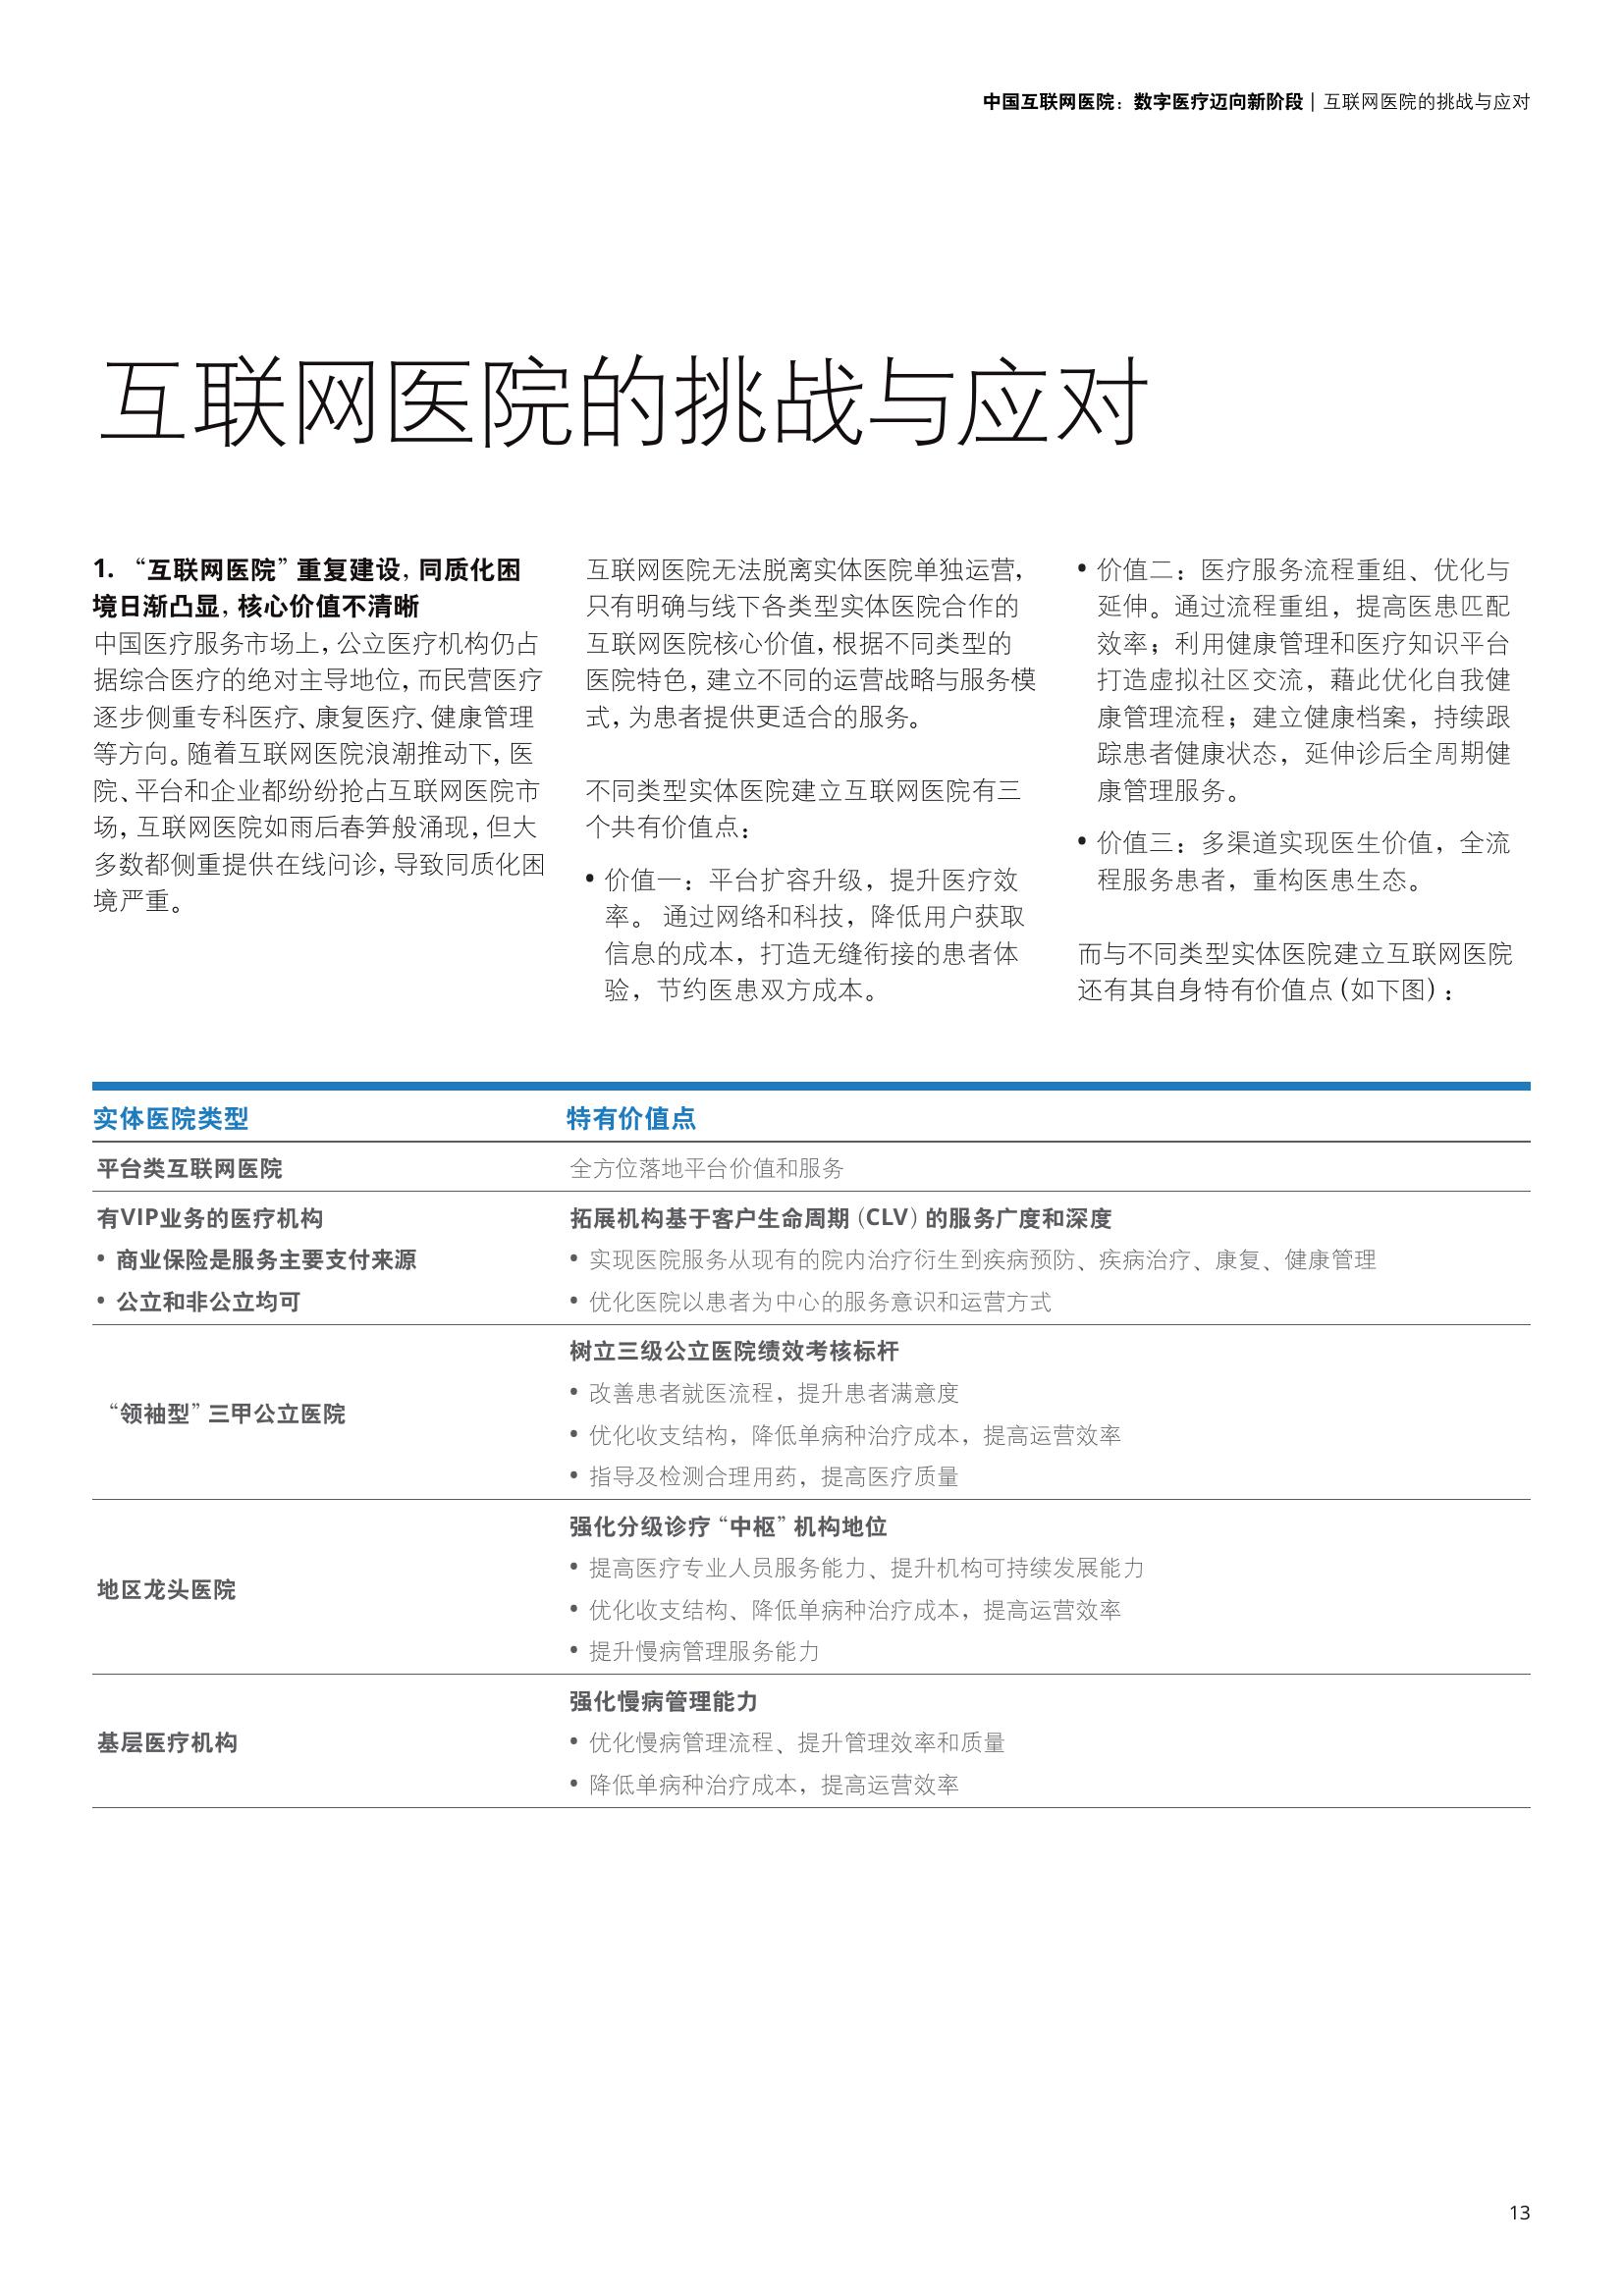 中国互联网医院：数字医疗迈向新阶段 | 互联网医院的挑战与应对
互联网医院的挑战与应对
1. “互联网医院”重复建设，同质化困
境日渐凸显，核心价值不清晰
中国医疗服务市场上，公立医疗机构仍占
据综合医疗的绝对主导地位，而民营医疗
逐步侧重专科医疗、康复医疗、健康管理
等方向。随着互联网医院浪潮推动下，医
院、平台和企业都纷纷抢占互联网医院市
场，互联网医院如雨后春笋般涌现，但大
多数都侧重提供在线问诊，导致同质化困
境严重。
互联网医院无法脱离实体医院单独运营，
只有明确与线下各类型实体医院合作的
互联网医院核心价值，根据不同类型的
医院特色，建立不同的运营战略与服务模
式，为患者提供更适合的服务。
不同类型实体医院建立互联网医院有三
个共有价值点：
• 价值一：平台扩容升级，提升医疗效
率。 通过网络和科技，降低用户获取
信息的成本，打造无缝衔接的患者体
验，节约医患双方成本。
• 价值二：医疗服务流程重组、优化与
延伸。通过流程重组，提高医患匹配
效率；利用健康管理和医疗知识平台
打造虚拟社区交流，藉此优化自我健
康管理流程；建立健康档案，持续跟
踪患者健康状态，延伸诊后全周期健
康管理服务。
• 价值三：多渠道实现医生价值，全流
程服务患者，重构医患生态。
而与不同类型实体医院建立互联网医院
还有其自身特有价值点（如下图）：
实体医院类型 特有价值点
平台类互联网医院 全方位落地平台价值和服务
有VIP业务的医疗机构 拓展机构基于客户生命周期（CLV）的服务广度和深度
• 商业保险是服务主要支付来源 • 实现医院服务从现有的院内治疗衍生到疾病预防、疾病治疗、康复、健康管理
• 公立和非公立均可 • 优化医院以患者为中心的服务意识和运营方式
“领袖型”三甲公立医院
树立三级公立医院绩效考核标杆
• 改善患者就医流程，提升患者满意度
• 优化收支结构，降低单病种治疗成本，提高运营效率
• 指导及检测合理用药，提高医疗质量
地区龙头医院
强化分级诊疗“中枢”机构地位
• 提高医疗专业人员服务能力、提升机构可持续发展能力
• 优化收支结构、降低单病种治疗成本，提高运营效率
• 提升慢病管理服务能力
基层医疗机构
强化慢病管理能力
• 优化慢病管理流程、提升管理效率和质量
• 降低单病种治疗成本，提高运营效率
13